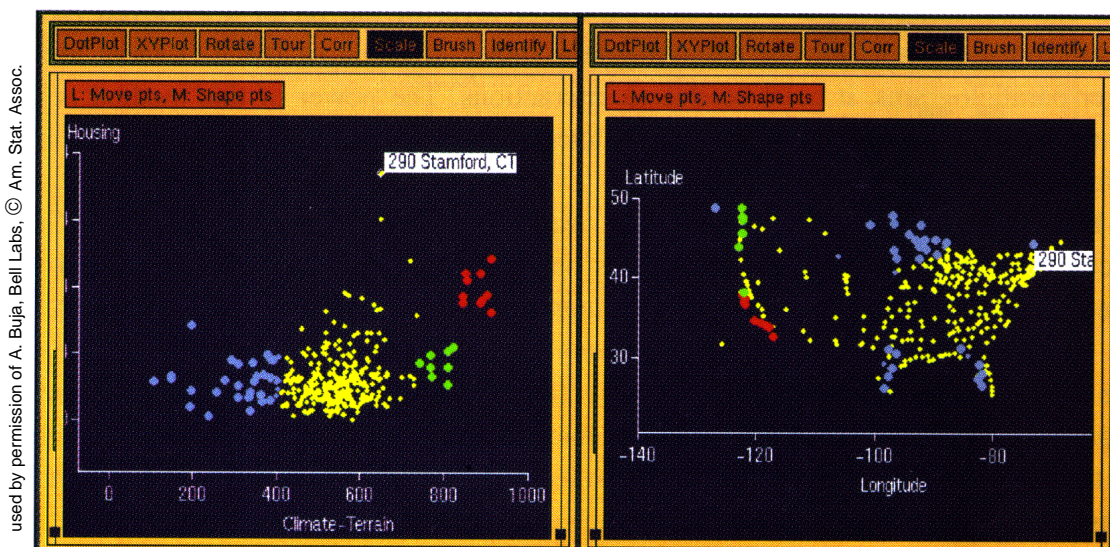 used by permission of A. Buja, Bell Labs, © Am. Stat. Assoc.
DotPlot XYPlot Rotate Tour Corr Scale Brush Identify Li
L: Move pts, M: Shape pts
Housing
290 Stamford, CT
0 200 400 600 800 1000
Climate-Terrain
DotPlot XYPlot Rotate Tour Corr Scale Brush Identify L
L: Move pts, M: Shape pts
Latitude
50
40
30
290 Sta
-140 -120 -100 -80
Longitude